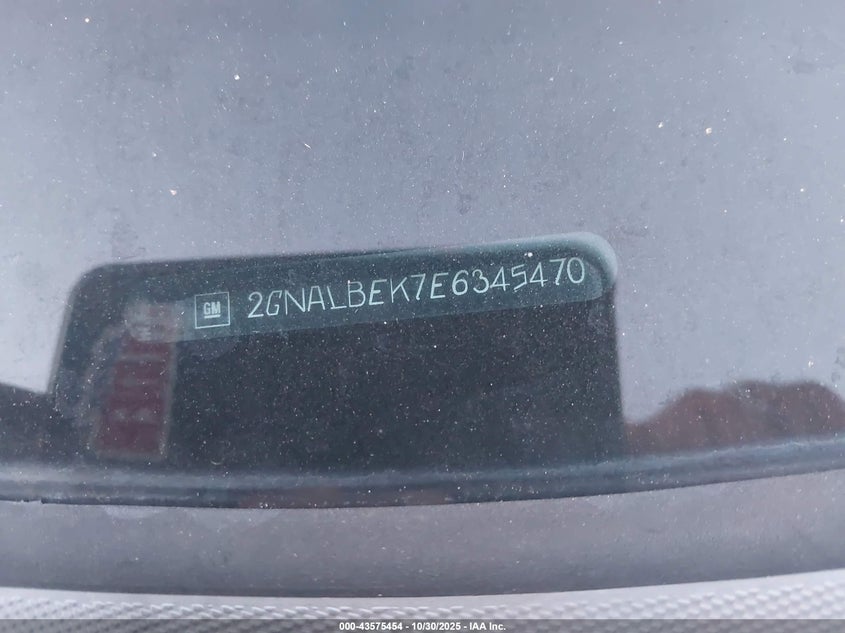 GM 2GNALBEK7E6345470
000-43575454 - 10/30/2025 - IAA Inc.